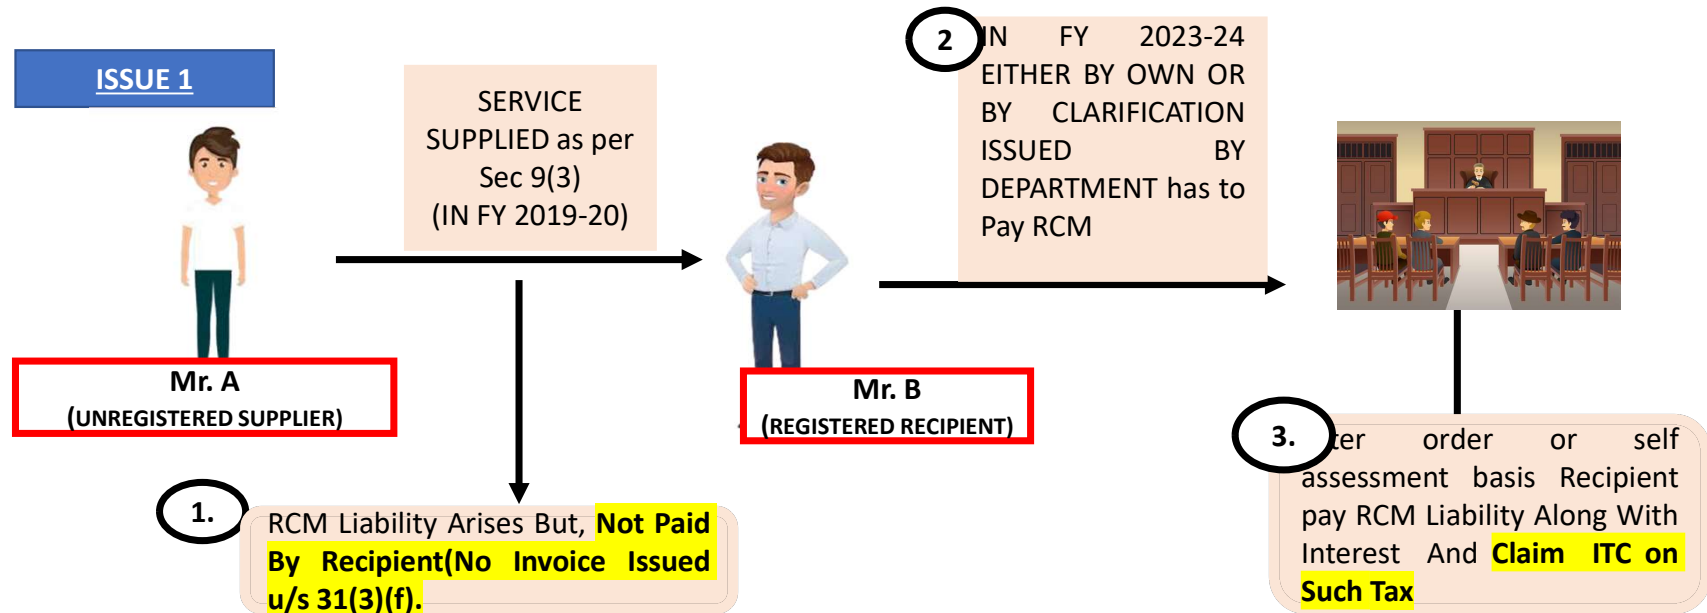 ISSUE 1
SERVICE
SUPPLIED as per
Sec 9(3)
(IN FY 2019-20)
Mr. A
(UNREGISTERED SUPPLIER)
Mr. B
(REGISTERED RECIPIENT)
1.
RCM Liability Arises But, Not Paid
By Recipient(No Invoice Issued
u/s 31(3)(f).
2
IN FY 2023-24
EITHER BY OWN OR
BY CLARIFICATION
ISSUED BY
DEPARTMENT has to
Pay RCM
3.
ter order or self
assessment basis Recipient
pay RCM Liability Along With
Interest And Claim ITC on
Such Tax